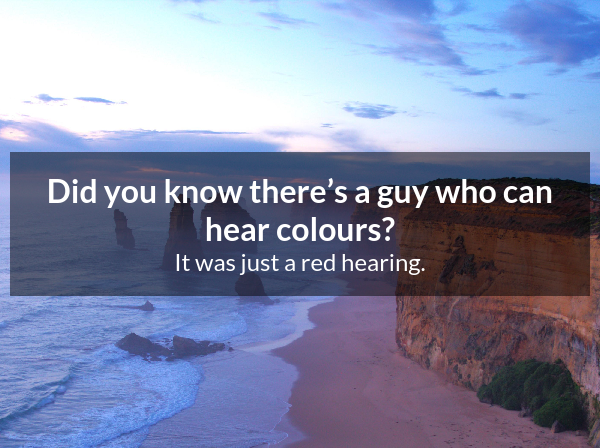 Did you know there’s a guy who can
hear colours?
It was just a red hearing.